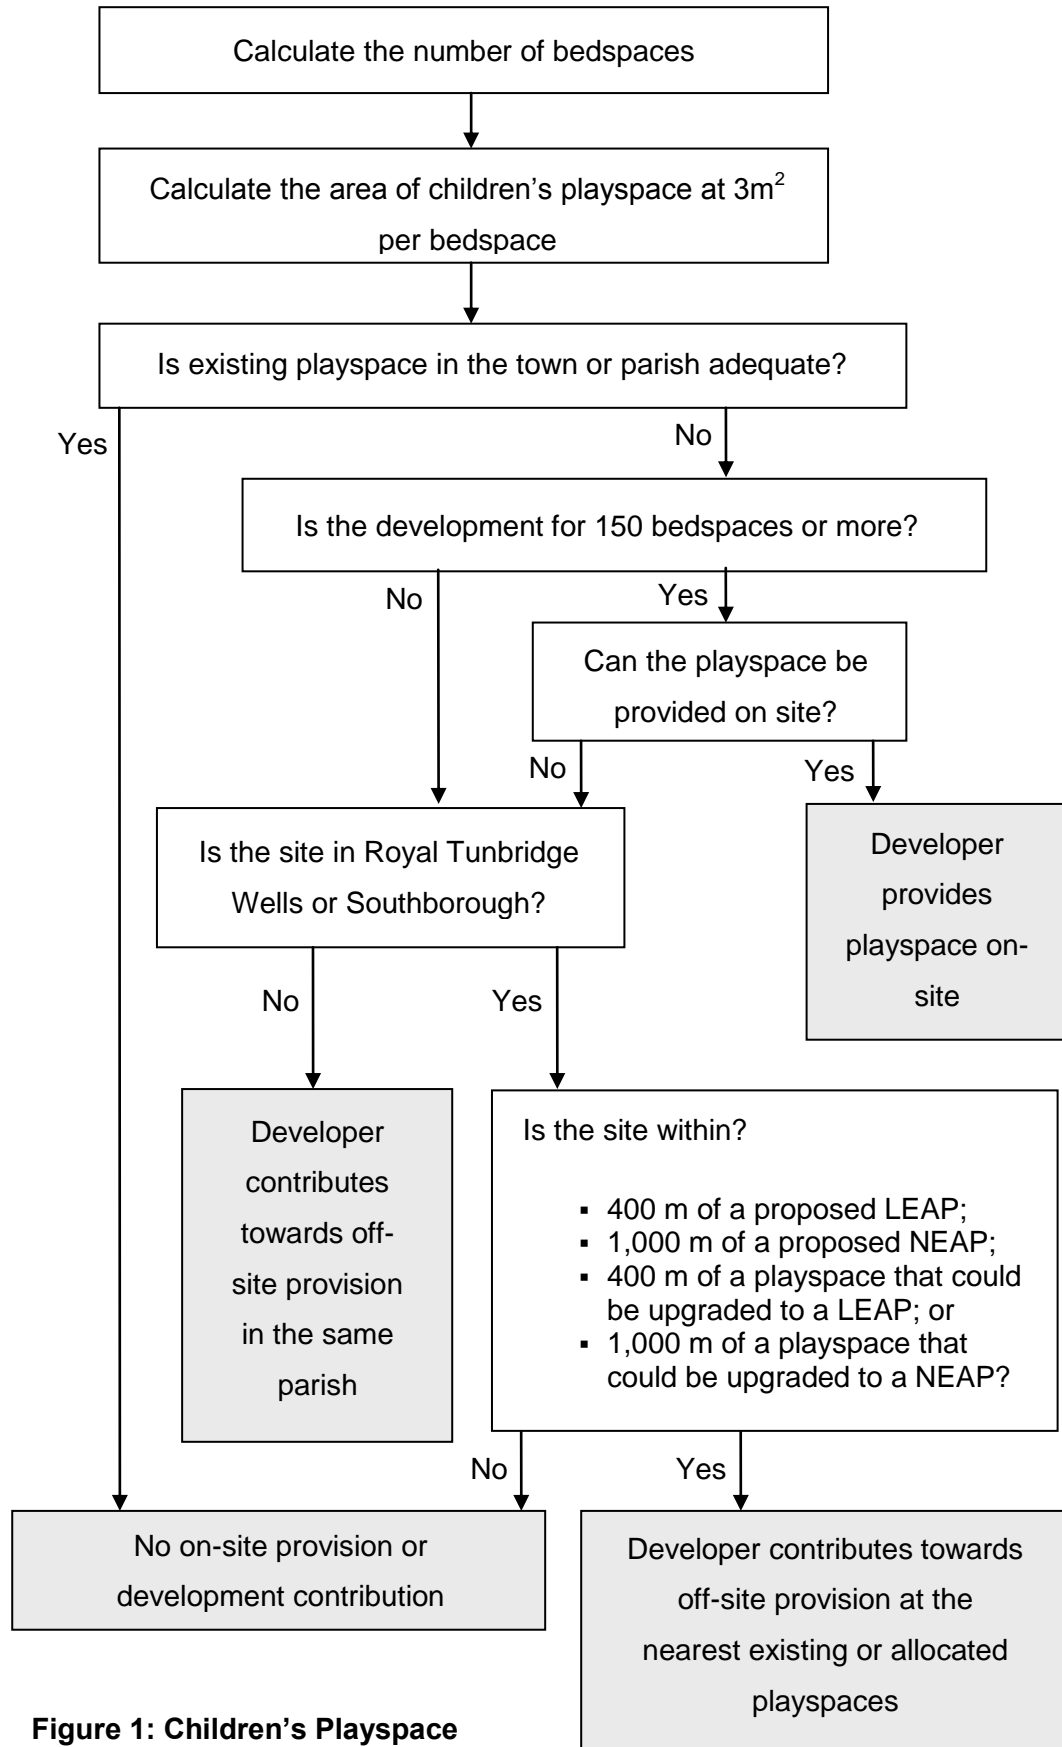 Calculate the number of bedspaces
Calculate the area of children’s playspace at 3m²
per bedspace
Is existing playspace in the town or parish adequate?
Yes
No
Is the development for 150 bedspaces or more?
No
Yes
Can the playspace be
provided on site?
No
Yes
Is the site in Royal Tunbridge
Wells or Southborough?
Developer
provides
playspace on-
site
No
Yes
Developer
contributes
towards off-
site provision
in the same
parish
Is the site within?
▪ 400 m of a proposed LEAP;
▪ 1,000 m of a proposed NEAP;
▪ 400 m of a playspace that could
be upgraded to a LEAP; or
▪ 1,000 m of a playspace that
could be upgraded to a NEAP?
No
Yes
No on-site provision or
development contribution
Developer contributes towards
off-site provision at the
nearest existing or allocated
playspaces
Figure 1: Children’s Playspace